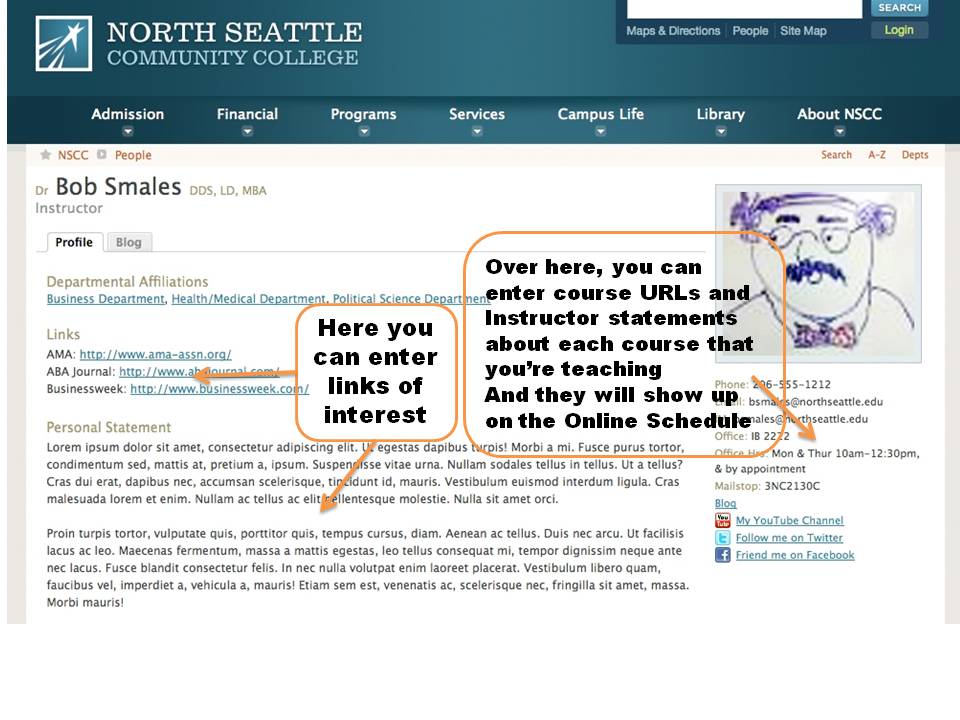 NORTH SEATTLE
COMMUNITY COLLEGE
SEARCH
Maps & Directions People Site Map Login
Admission Financial Programs Services Campus Life Library About NSCC
NSCC People Search A-Z Depts
Dr Bob Smales DDS, LD, MBA
Instructor
Profile Blog
Departmental Affiliations
Business Department, Health/Medical Department, Political Science Department
Links
AMA: http://www.ama-assn.org/
ABA Journal: http://www.abajournal.com/
Businessweek: http://www.businessweek.com/
Here you
can enter
links of
interest
Over here, you can
enter course URLs and
Instructor statements
about each course that
you're teaching
And they will show up
on the Online Schedule
Personal Statement
Lorem ipsum dolor sit amet, consectetur adipiscing elit. Ut egestas dapibus turpis! Morbi a mi. Fusce purus tortor,
condimentum sed, mattis at, pretium a, ipsum. Suspendisse vitae urna. Nullam sodales tellus in tellus. Ut a tellus?
Cras dui erat, dapibus nec, accumsan scelerisque, tincidunt id, mauris. Vestibulum euismod interdum ligula. Cras
malesuada lorem et enim. Nullam ac tellus ac elit pellentesque molestie. Nulla sit amet orci.
Proin turpis tortor, vulputate quis, porttitor quis, tempus cursus, diam. Aenean ac tellus. Duis nec arcu. Ut facilisis
lacus ac leo. Maecenas fermentum, massa a mattis egestas, leo tellus consequat mi, tempor dignissim neque ante
nec lacus. Fusce blandit consectetur felis. In nec nulla volutpat enim laoreet placerat. Vestibulum libero quam,
faucibus vel, imperdiet a, vehicula a, mauris! Etiam sem est, venenatis ac, scelerisque nec, fringilla sit amet, massa.
Morbi mauris!
Phone: 206-555-1212
Email: bsmales@northseattle.edu
bsmales@northseattle.edu
Office: IB 2222
Office Hrs: Mon & Thur 10am-12:30pm,
& by appointment
Mailstop: 3NC2130C
Blog
My YouTube Channel
Follow me on Twitter
Friend me on Facebook